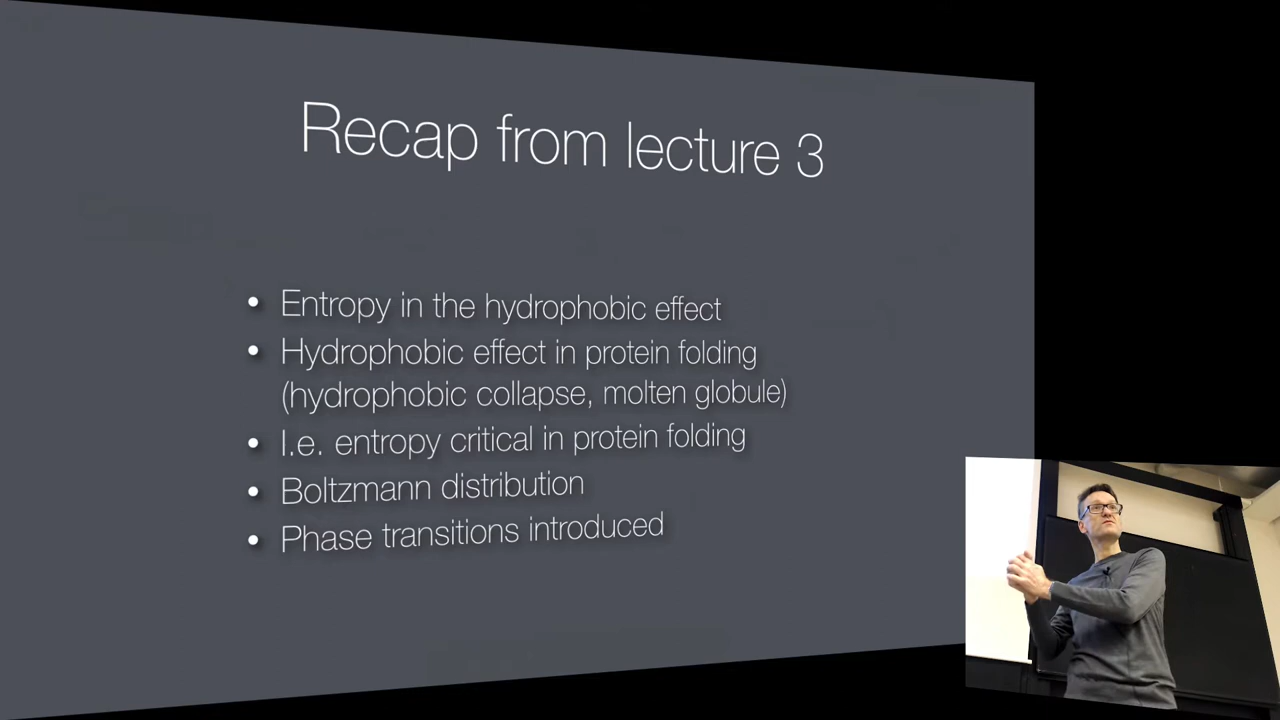 Recap from lecture 3
• Entropy in the hydrophobic effect
• Hydrophobic effect in protein folding
(hydrophobic collapse, molten globule)
• I.e. entropy critical in protein folding
• Boltzmann distribution
• Phase transitions introduced